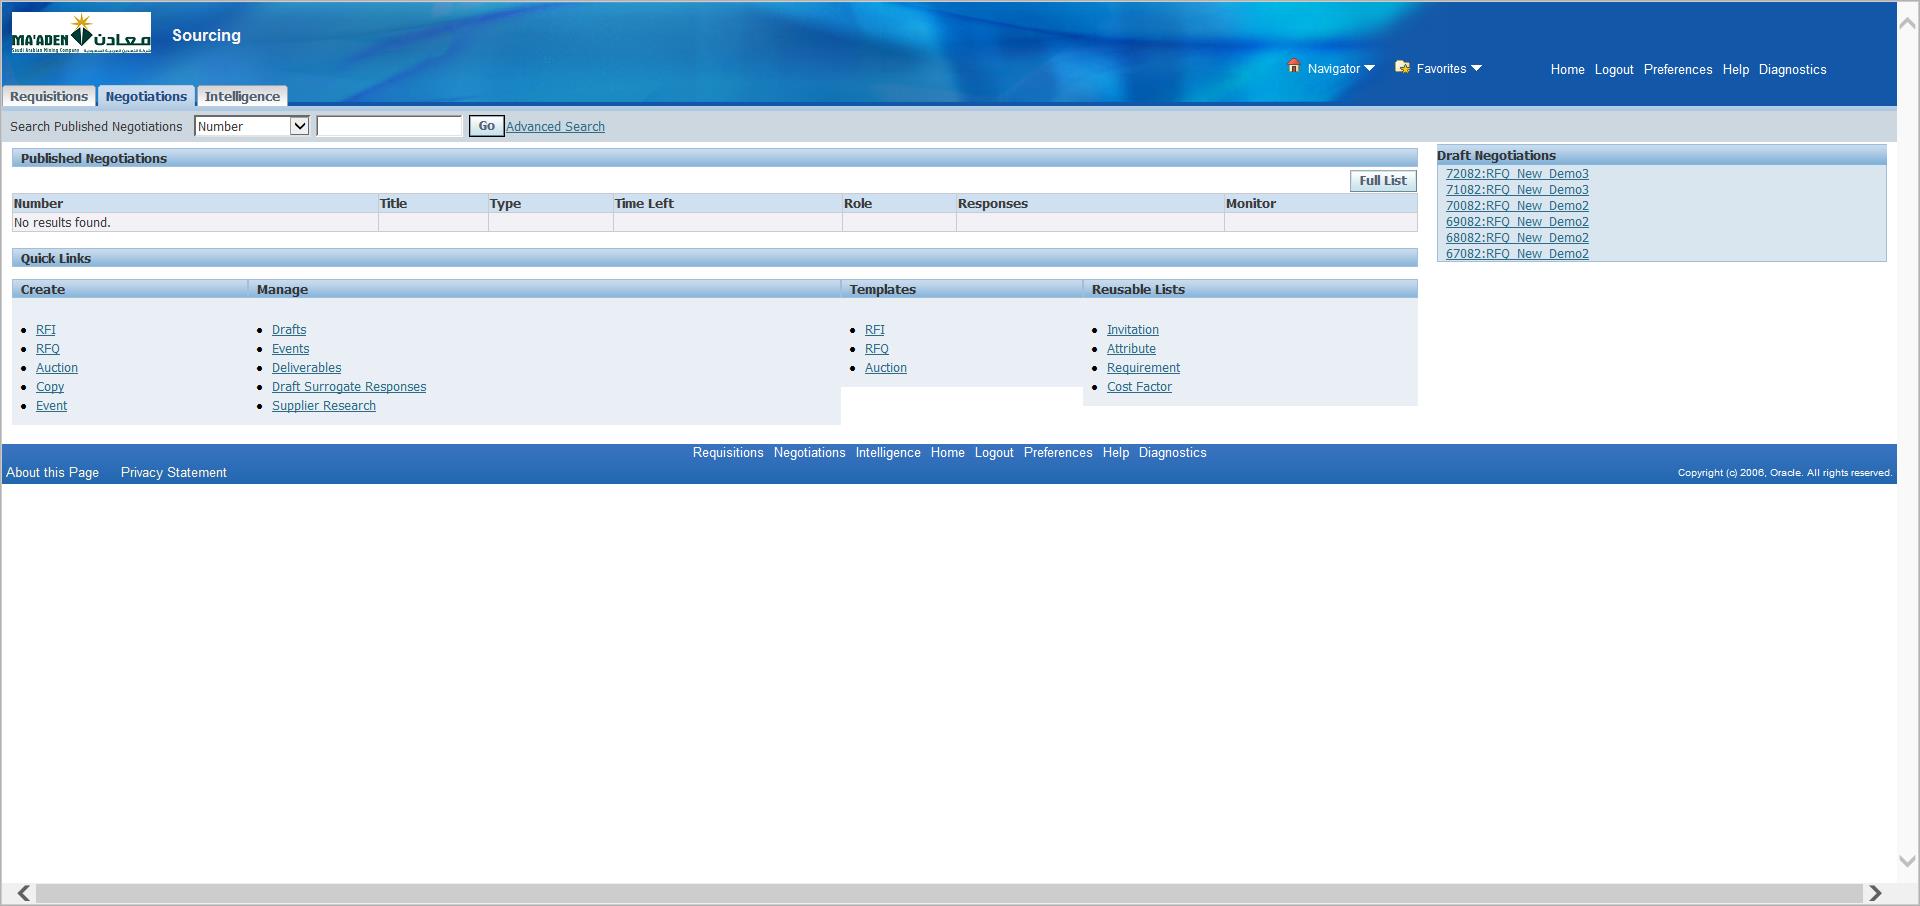 MA'ADEN معادن
Saudi Arabian Mining Company
Sourcing
Navigator Favorites Home Logout Preferences Help Diagnostics
Requisitions Negotiations Intelligence
Search Published Negotiations Number Go Advanced Search
Published Negotiations
Full List
Number Title Type Time Left Role Responses Monitor
No results found.
Draft Negotiations
72082:RFQ_New_Demo3
71082:RFQ_New_Demo3
70082:RFQ_New_Demo2
69082:RFQ_New_Demo2
68082:RFQ_New_Demo2
67082:RFQ_New_Demo2
Quick Links
Create
RFI
RFQ
Auction
Copy
Event
Manage
Drafts
Events
Deliverables
Draft Surrogate Responses
Supplier Research
Templates
RFI
RFQ
Auction
Reusable Lists
Invitation
Attribute
Requirement
Cost Factor
Requisitions Negotiations Intelligence Home Logout Preferences Help Diagnostics
About this Page Privacy Statement
Copyright (c) 2006, Oracle. All rights reserved.